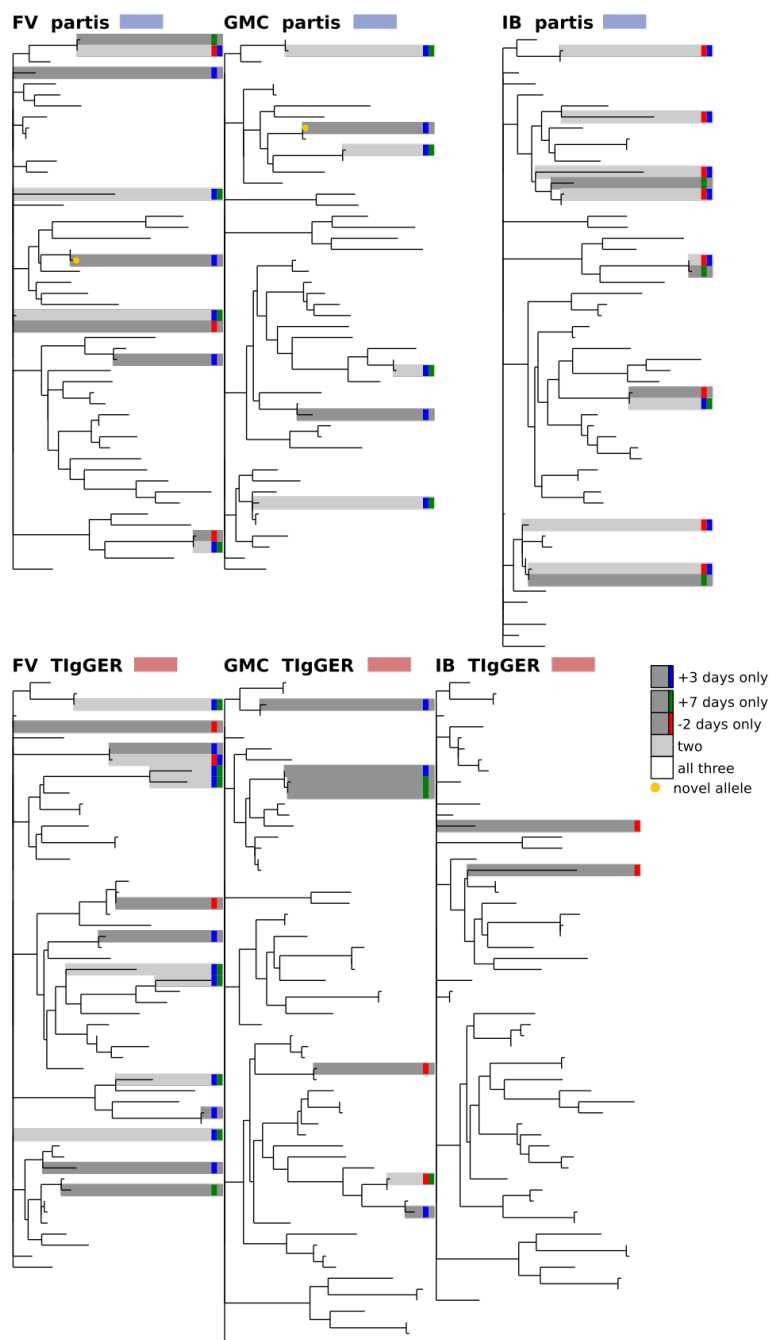 FV partis
GMC partis
IB partis
FV TIgGER
GMC TIgGER
IB TIgGER
+3 days only
+7 days only
-2 days only
two
all three
novel allele